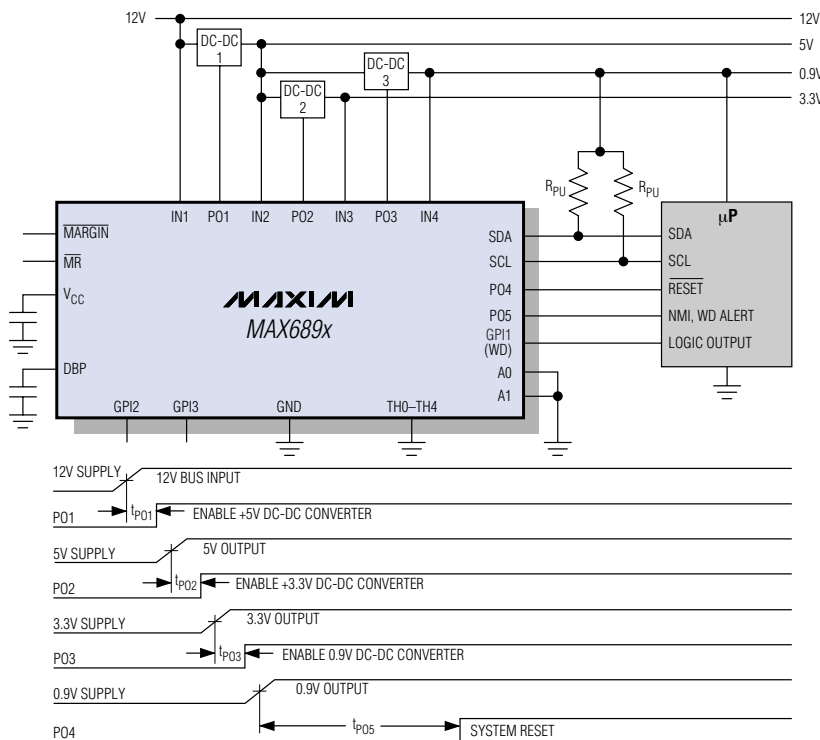 12V 12V
DC-DC 1 5V
DC-DC 3 0.9V
DC-DC 2 3.3V
RPU RPU
IN1 PO1 IN2 PO2 IN3 PO3 IN4 µP
MARGIN SDA SDA
MR SCL SCL
VCC PO4 RESET
MAXIM
MAX689x PO5 NMI, WD ALERT
GPI1 (WD) LOGIC OUTPUT
DBP A0
A1
GPI2 GPI3 GND TH0–TH4
12V SUPPLY 12V BUS INPUT
PO1 tPO1 ENABLE +5V DC-DC CONVERTER
5V SUPPLY 5V OUTPUT
PO2 tPO2 ENABLE +3.3V DC-DC CONVERTER
3.3V SUPPLY 3.3V OUTPUT
PO3 tPO3 ENABLE 0.9V DC-DC CONVERTER
0.9V SUPPLY 0.9V OUTPUT
PO4 tPO5 SYSTEM RESET